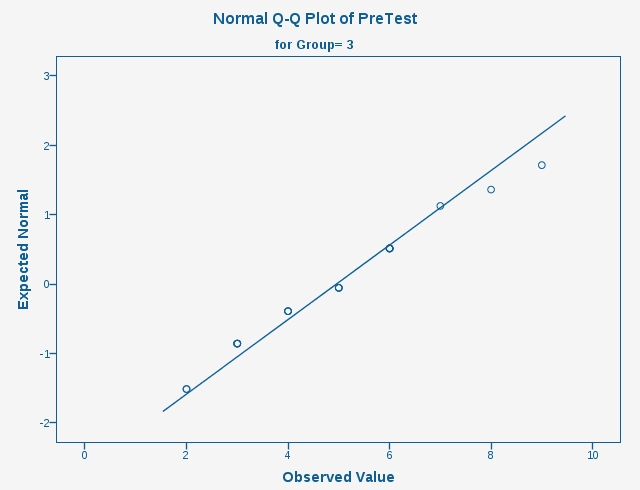 Normal Q-Q Plot of PreTest
for Group= 3
3
2
1
0
-1
-2
Expected Normal
0 2 4 6 8 10
Observed Value